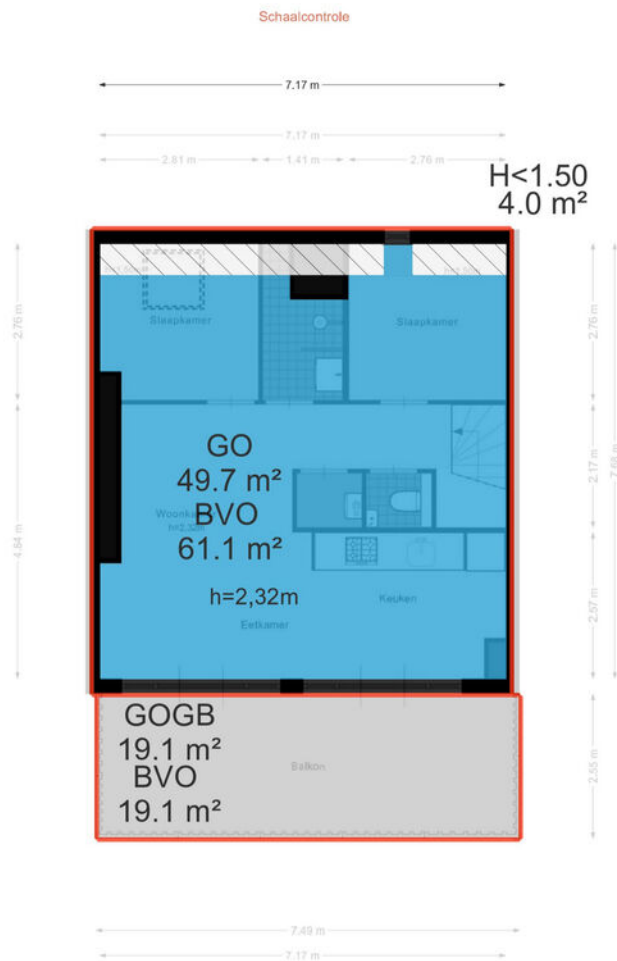 Schaalcontrole
7.17 m
7.17 m
2.81 m
1.41 m
2.76 m
H<1.50
4.0 m²
2.76 m
2.76 m
Slaapkamer
Slaapkamer
GO
49.7 m²
BVO
61.1 m²
Woonkamer
h=2,32m
h=2,32m
Keuken
Eetkamer
4.84 m
2.17 m
7.68 m
2.57 m
GOGB
19.1 m²
BVO
19.1 m²
Balkon
2.55 m
7.49 m
7.17 m